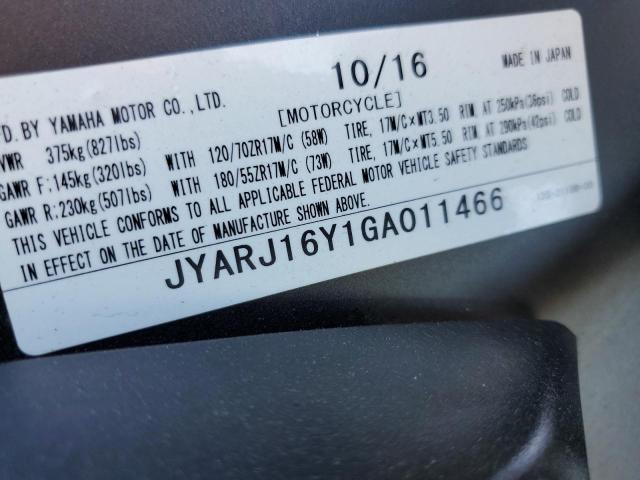 10/16 MADE IN JAPAN
FD.BY YAMAHA MOTOR CO.,LTD. [MOTORCYCLE]
VWR 375kg(827lbs)
GAWR F:145kg(320lbs) WITH 120/70ZR17M/C (58W) TIRE, 17M/C×MT3.50 RIM, AT 250kPa(36psi) COLD
GAWR R:230kg(507lbs) WITH 180/55ZR17M/C (73W) TIRE, 17M/C×MT5.50 RIM, AT 290kPa(42psi) COLD
THIS VEHICLE CONFORMS TO ALL APPLICABLE FEDERAL MOTOR VEHICLE SAFETY STANDARDS
IN EFFECT ON THE DATE OF MANUFACTURE SHOWN ABOVE.
JYARJ16Y1GA011466